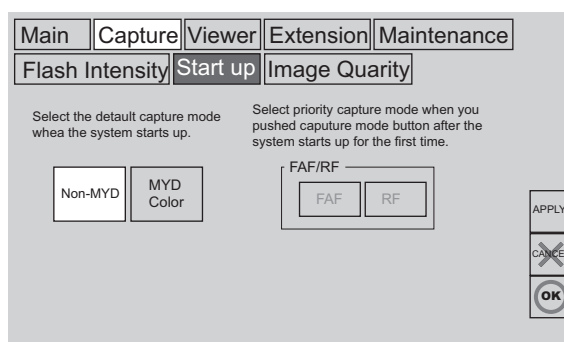 Main Capture Viewer Extension Maintenance
Flash Intensity Start up Image Quarity
Select the datault capture mode
whea the system starts up.
Select priority capture mode when you
pushed caputure mode button after the
system starts up for the first time.
Non-MYD
MYD
Color
FAF/RF
FAF RF
APPLY
CANCE
OK